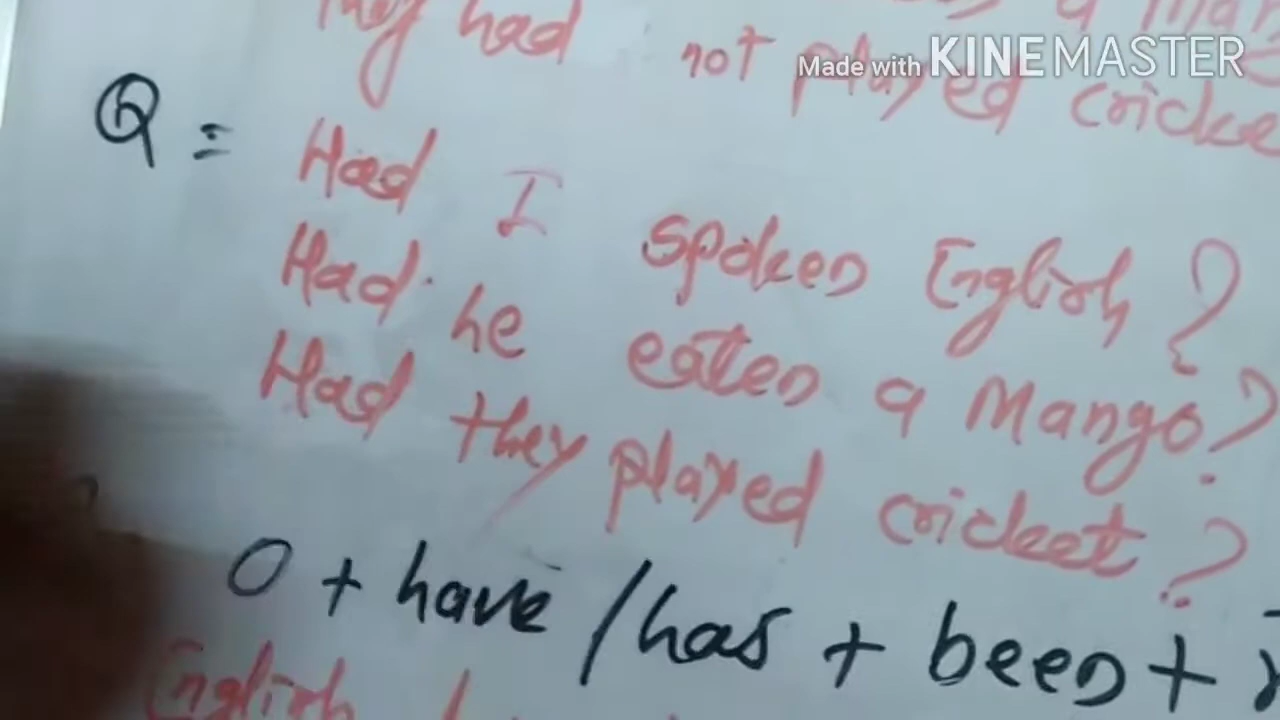 They had not played cricke
Made with KINEMASTER
Q = Had I spoken English?
Had he eaten a Mango?
Had they played cricket?
O + have / has + been +
English